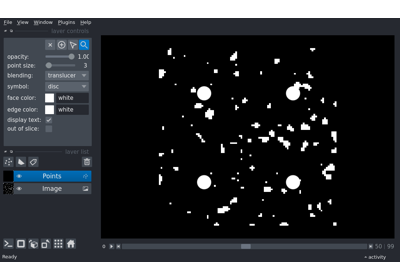 File View Window Plugins Help
layer controls
opacity: 1.00
point size: 3
blending: translucer
symbol: disc
face color: white
edge color: white
display text:
out of slice:
layer list
Points
Image
Ready
50 99
activity